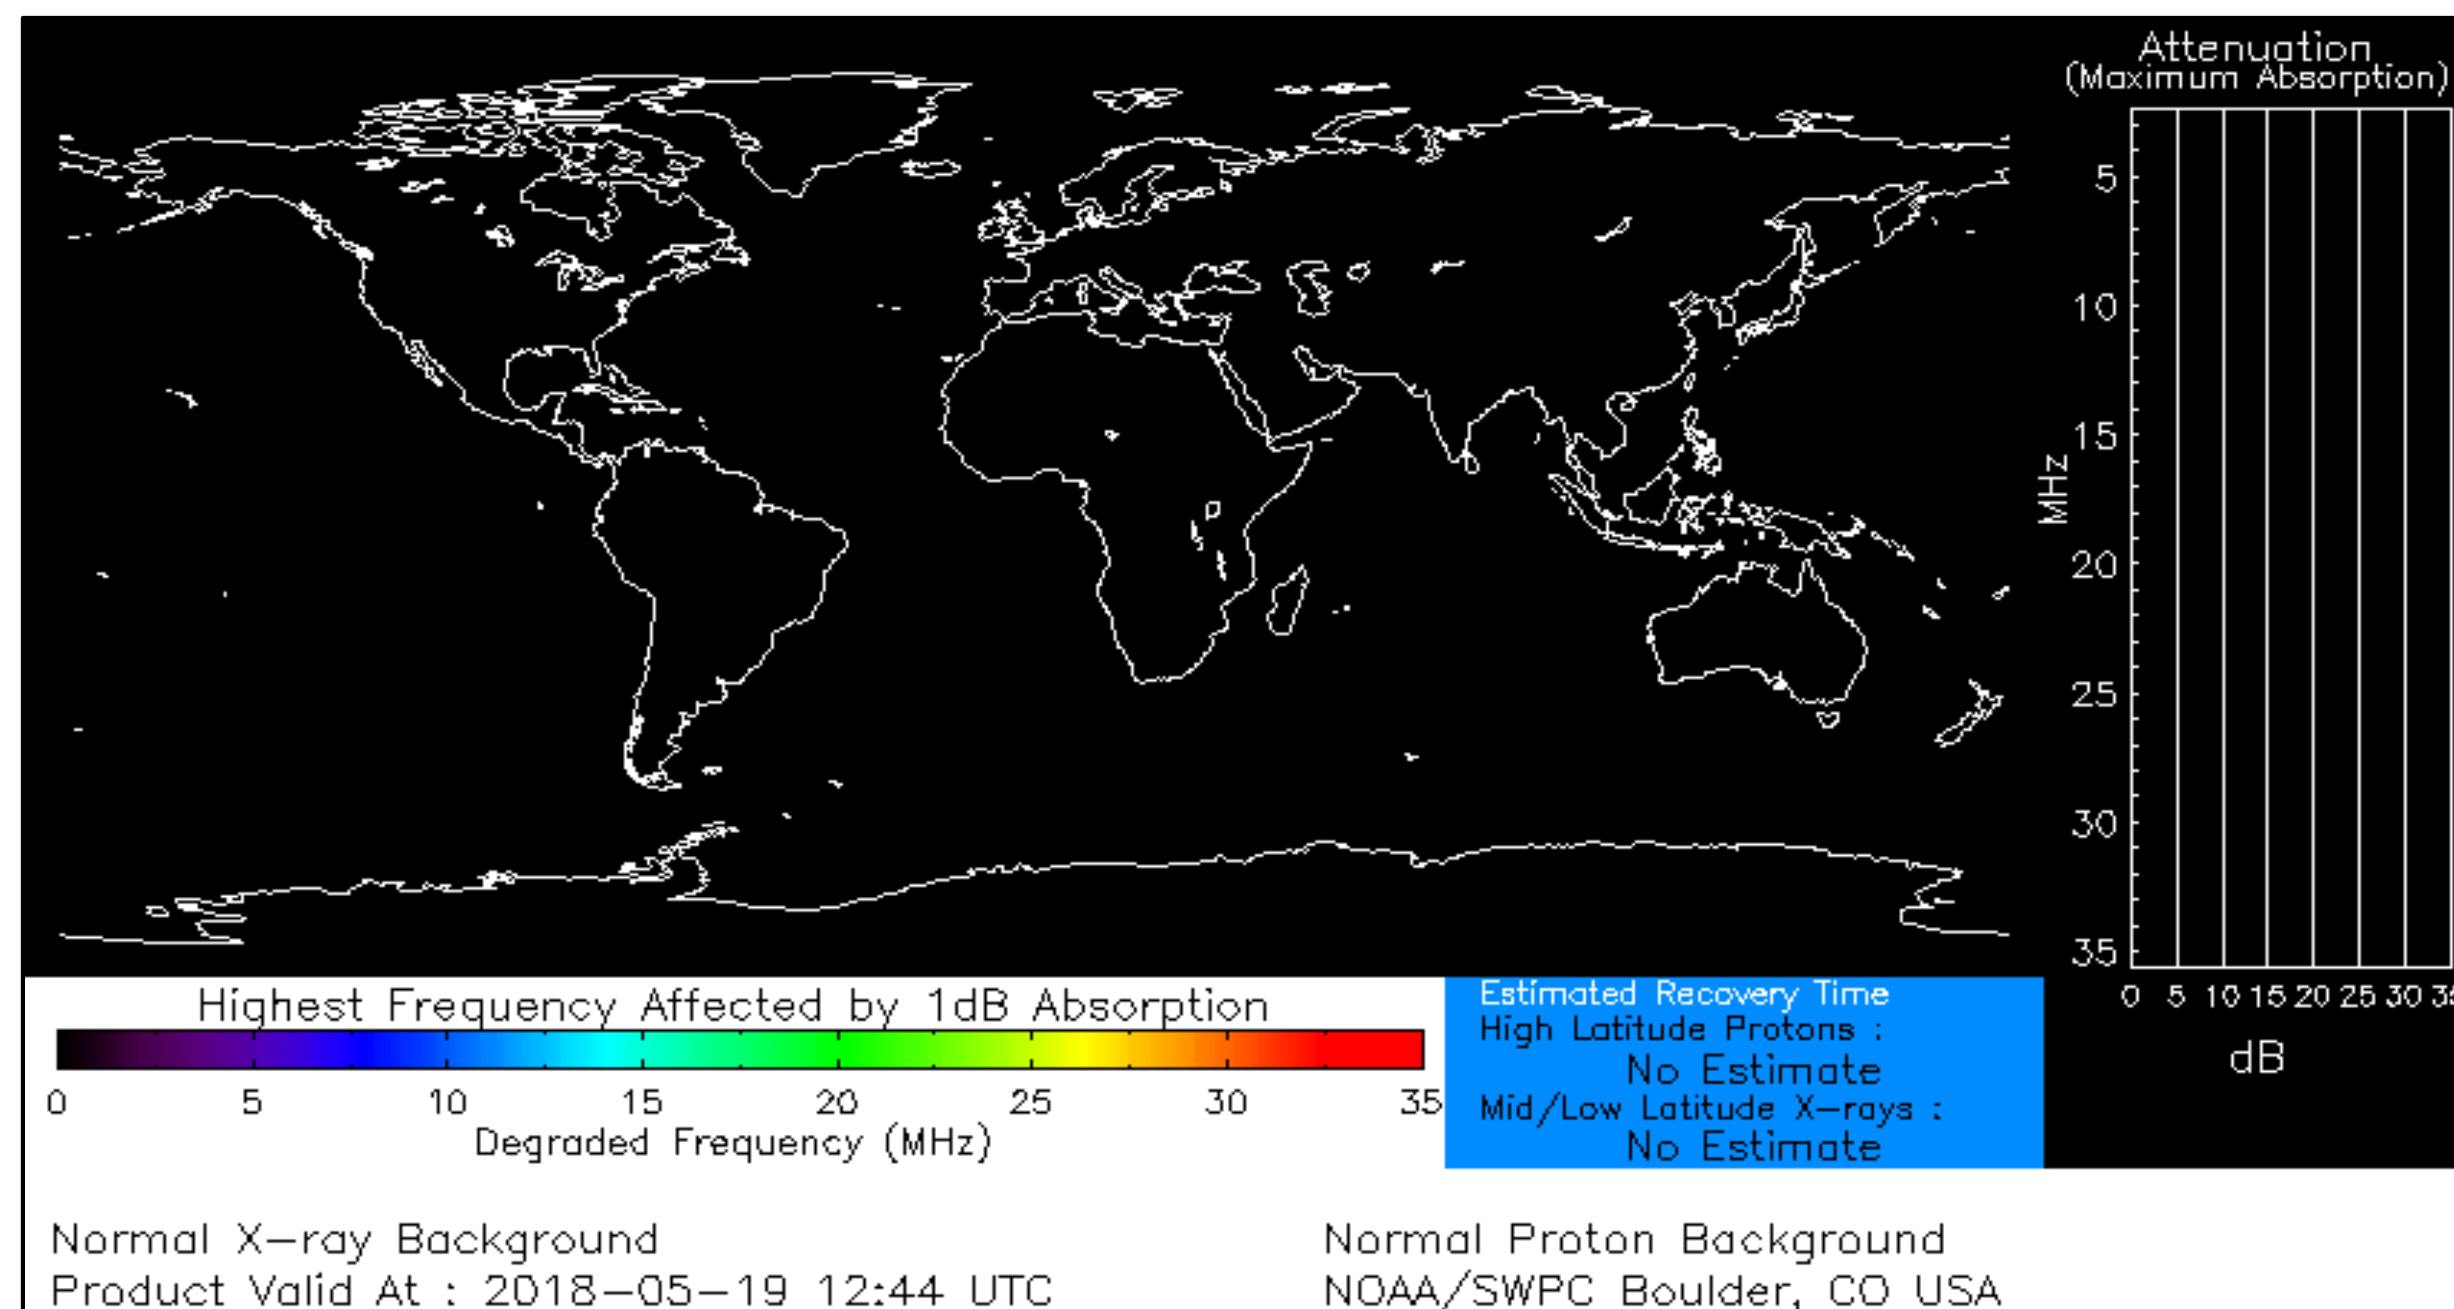 Attenuation
(Maximum Absorption)
5
10
15
20
25
30
35
MHz
0 5 10 15 20 25 30
dB
Highest Frequency Affected by 1dB Absorption
0 5 10 15 20 25 30 35
Degraded Frequency (MHz)
Estimated Recovery Time
High Latitude Protons :
No Estimate
Mid/Low Latitude X-rays :
No Estimate
Normal X-ray Background
Normal Proton Background
Product Valid At : 2018-05-19 12:44 UTC
NOAA/SWPC Boulder, CO USA